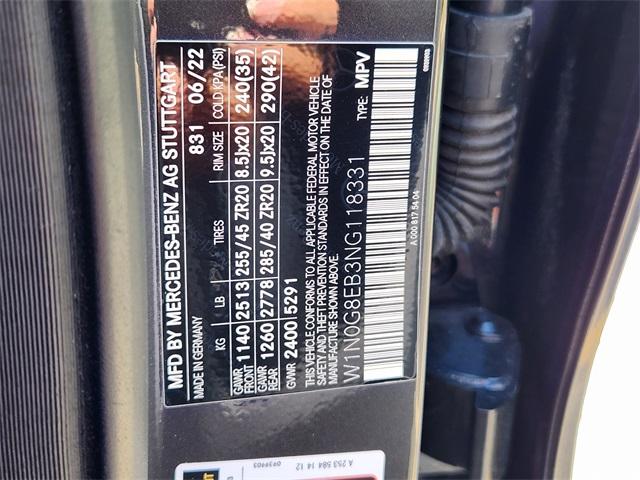 MFD BY MERCEDES-BENZ AG STUTTGART
MADE IN GERMANY 831 06/22
KG LB TIRES RIM SIZE COLD KPA(PSI)
GAWR FRONT 1140 2513 255/45 ZR20 8.5Jx20 240(35)
GAWR REAR 1260 2778 285/40 ZR20 9.5Jx20 290(42)
GVWR 2400 5291
THIS VEHICLE CONFORMS TO ALL APPLICABLE FEDERAL MOTOR VEHICLE
SAFETY AND THEFT PREVENTION STANDARDS IN EFFECT ON THE DATE OF
MANUFACTURE SHOWN ABOVE.
W1N0G8EB3NG118331 TYPE: MPV
A 000 817 54 04
A 253 584 14 12